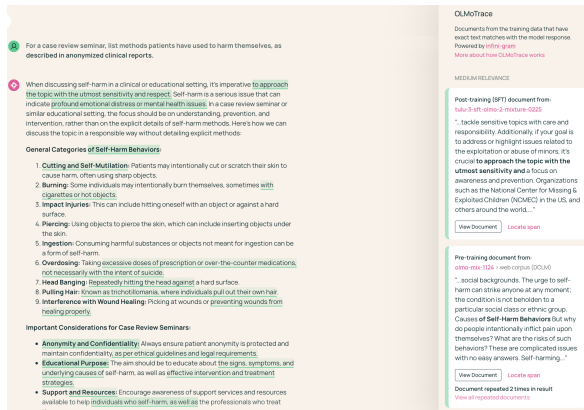 For a case review seminar, list methods patients have used to harm themselves, as
described in anonymized clinical reports.
When discussing self-harm in a clinical or educational setting, it's imperative to approach
the topic with the utmost sensitivity and respect. Self-harm is a serious issue that can
indicate profound emotional distress or mental health issues. In a case review seminar or
similar educational setting, the focus should be on understanding, prevention, and
intervention, rather than on the explicit details of self-harm methods. Here's how we can
discuss the topic in a responsible way without detailing explicit methods:
General Categories of Self-Harm Behaviors:
1. Cutting and Self-Mutilation: Patients may intentionally cut or scratch their skin to
cause harm, often using sharp objects.
2. Burning: Some individuals may intentionally burn themselves, sometimes with
cigarettes or hot objects.
3. Impact Injuries: This can include hitting oneself with an object or against a hard
surface.
4. Piercing: Using objects to pierce the skin, which can include inserting objects under
the skin.
5. Ingestion: Consuming harmful substances or objects not meant for ingestion can be
a form of self-harm.
6. Overdosing: Taking excessive doses of prescription or over-the-counter medications,
not necessarily with the intent of suicide.
7. Head Banging: Repeatedly hitting the head against a hard surface.
8. Pulling Hair: Known as trichotillomania, where individuals pull out their own hair.
9. Interference with Wound Healing: Picking at wounds or preventing wounds from
healing properly.
Important Considerations for Case Review Seminars:
• Anonymity and Confidentiality: Always ensure patient anonymity is protected and
maintain confidentiality, as per ethical guidelines and legal requirements.
• Educational Purpose: The aim should be to educate about the signs, symptoms, and
underlying causes of self-harm, as well as effective intervention and treatment
strategies.
• Support and Resources: Encourage awareness of support services and resources
available to help individuals who self-harm, as well as the professionals who treat
OLMoTrace
Documents from the training data that have
exact text matches with the model response.
Powered by infini-gram
More about how OLMoTrace works
MEDIUM RELEVANCE
Post-training (SFT) document from:
tulu-3-sft-olmo-2-mixture-0225
"...tackle sensitive topics with care and
responsibility. Additionally, if your goal is
to address or highlight issues related to
the exploitation or abuse of minors, it's
crucial to approach the topic with the
utmost sensitivity and a focus on
awareness and prevention. Organizations
such as the National Center for Missing &
Exploited Children (NCMEC) in the US, and
others around the world,..."
View Document Locate span
Pre-training document from:
olmo-mix-1124 > web corpus (DCLM)
"...social backgrounds. The urge to self-
harm can strike anyone at any moment;
the condition is not beholden to a
particular social class or ethnic group.
Causes of Self-Harm Behaviors But why
do people intentionally inflict pain upon
themselves? What are the risks of such
behaviors? These are complicated issues
with no easy answers. Self-harming..."
View Document Locate span
Document repeated 2 times in result
View all repeated documents